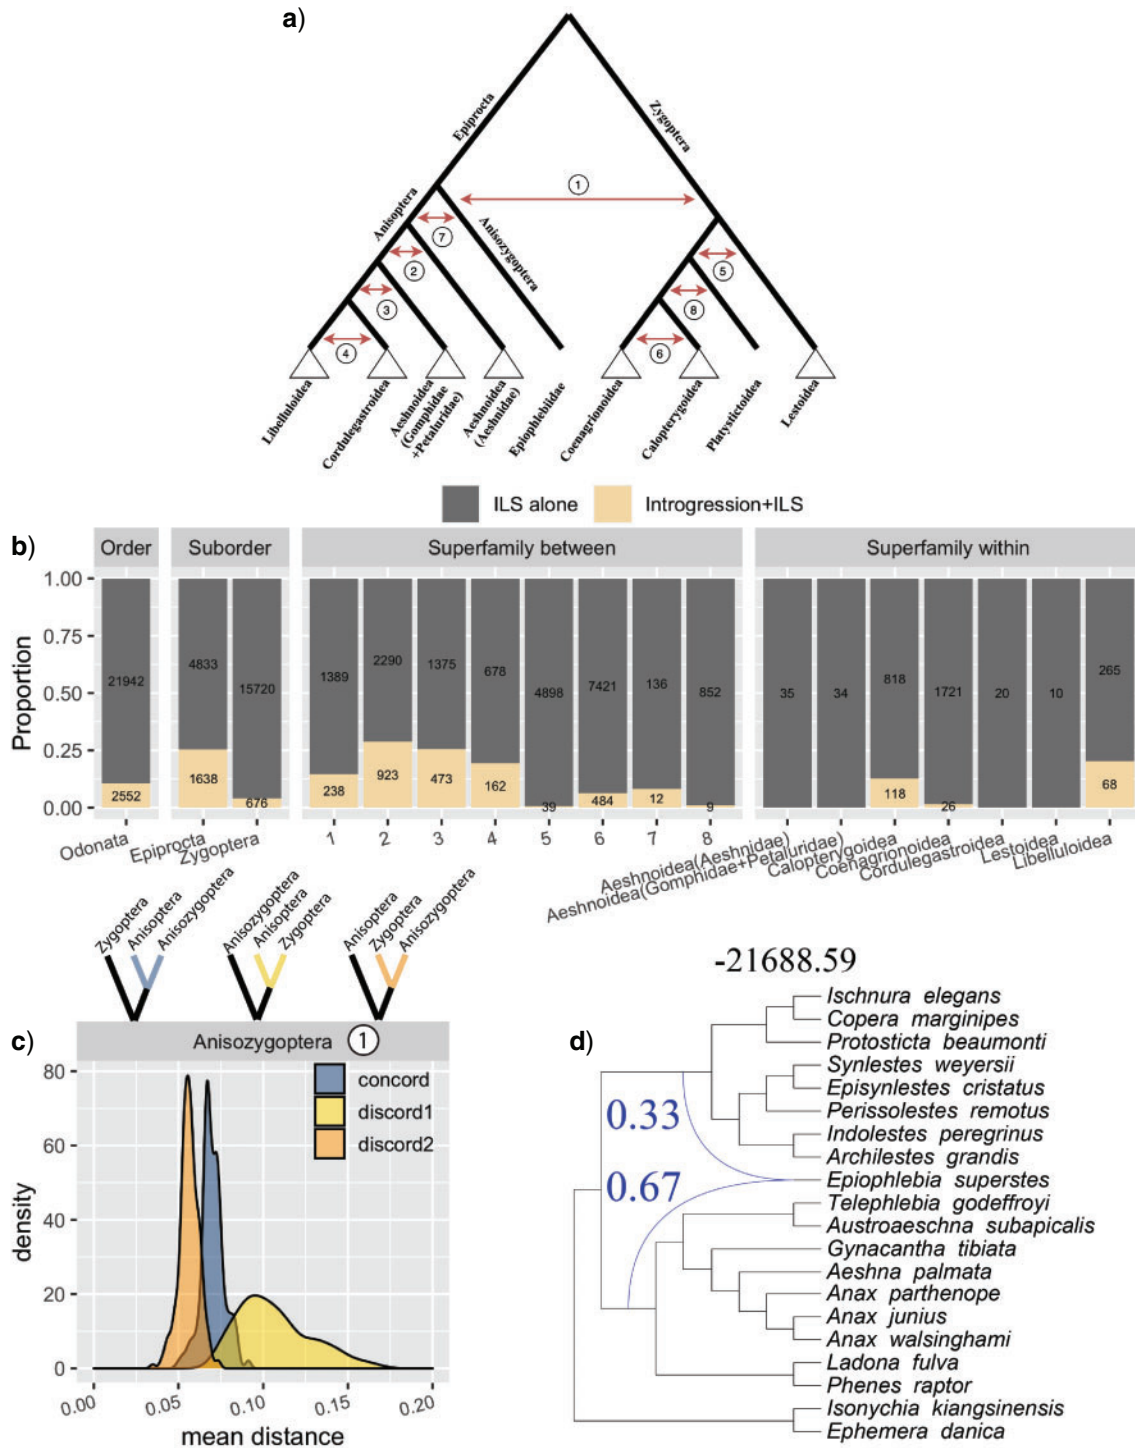 a)
Epiprocta
Zygoptera
1
Anisoptera
Anisozygoptera
7
2
5
3
8
4
6
Libelluloidea
Cordulegastroidea
Aeshnoidea
(Gomphidae
+Petaluridae)
Aeshnoidea
(Aeshnidae)
Epiophlebiidae
Coenagrionoidea
Calopterygoidea
Platystictoidea
Lestoidea
ILS alone
Introgression+ILS
b)
Order
Suborder
Superfamily between
Superfamily within
Proportion
1.00
0.75
0.50
0.25
0.00
21942
2552
4833
1638
15720
676
1389
238
2290
923
1375
473
678
162
4898
39
7421
484
136
12
852
9
35
34
818
118
1721
26
20
10
265
68
Odonata
Epiprocta
Zygoptera
1
2
3
4
5
6
7
8
Aeshnoidea(Aeshnidae)
Aeshnoidea(Gomphidae+Petaluridae)
Calopterygoidea
Coenagrionoidea
Cordulegastroidea
Lestoidea
Libelluloidea
Zygoptera
Anisoptera
Anisozygoptera
Anisozygoptera
Anisoptera
Zygoptera
Anisoptera
Zygoptera
Anisozygoptera
c)
Anisozygoptera 1
concord
discord1
discord2
density
80
60
40
20
0
0.00
0.05
0.10
0.15
0.20
mean distance
-21688.59
d)
0.33
0.67
Ischnura elegans
Copera marginipes
Protosticta beaumonti
Synlestes weyersii
Episynlestes cristatus
Perissolestes remotus
Indolestes peregrinus
Archilestes grandis
Epiophlebia superstes
Telephlebia godeffroyi
Austroaeschna subapicalis
Gynacantha tibiata
Aeshna palmata
Anax parthenope
Anax junius
Anax walsinghami
Ladona fulva
Phenes raptor
Isonychia kiangsinensis
Ephemera danica